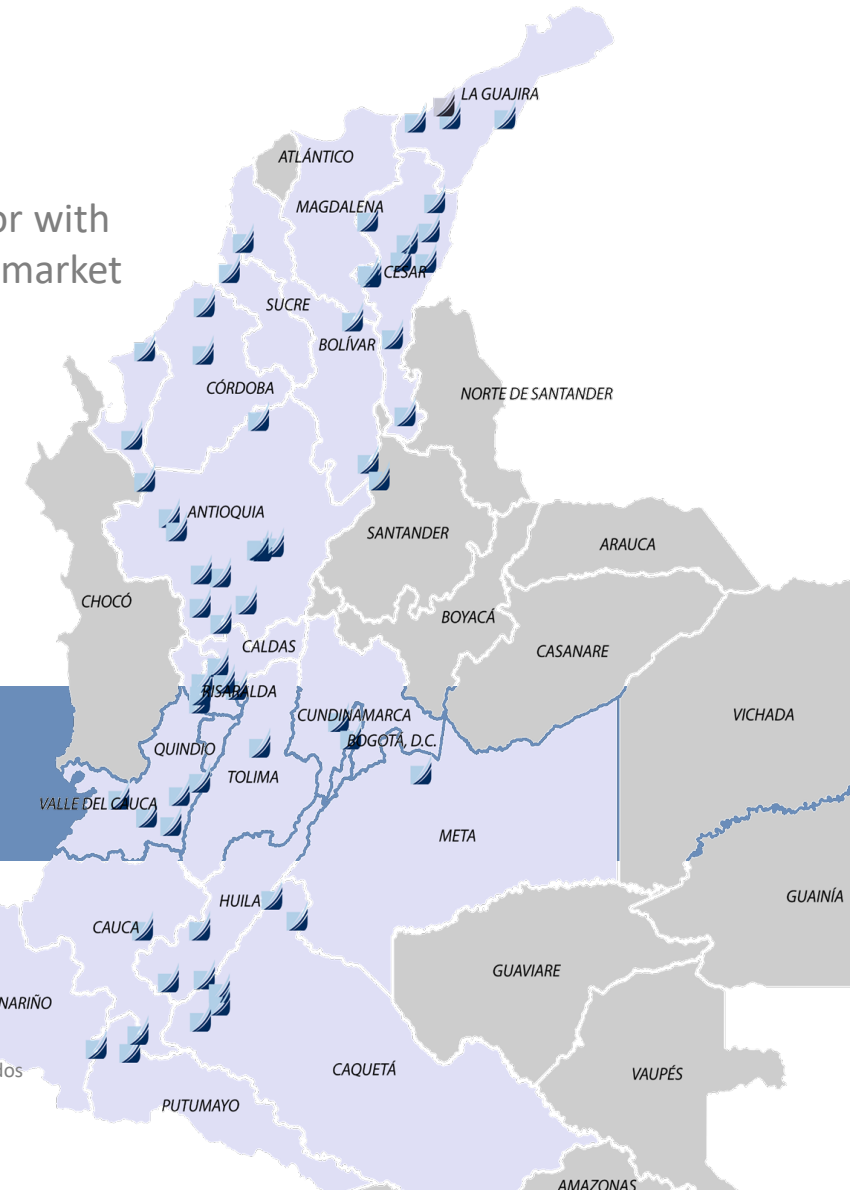 LA GUAJIRA
ATLÁNTICO
MAGDALENA
or with
market
CESAR
SUCRE
BOLÍVAR
CÓRDOBA
NORTE DE SANTANDER
ANTIOQUIA
SANTANDER
ARAUCA
CHOCÓ
BOYACÁ
CALDAS
CASANARE
RISARALDA
CUNDINAMARCA
VICHADA
BOGOTÁ, D.C.
QUINDIO
TOLIMA
VALLE DEL CAUCA
META
GUAINÍA
HUILA
CAUCA
GUAVIARE
NARIÑO
CAQUETÁ
dos
VAUPÉS
PUTUMAYO
AMAZONAS